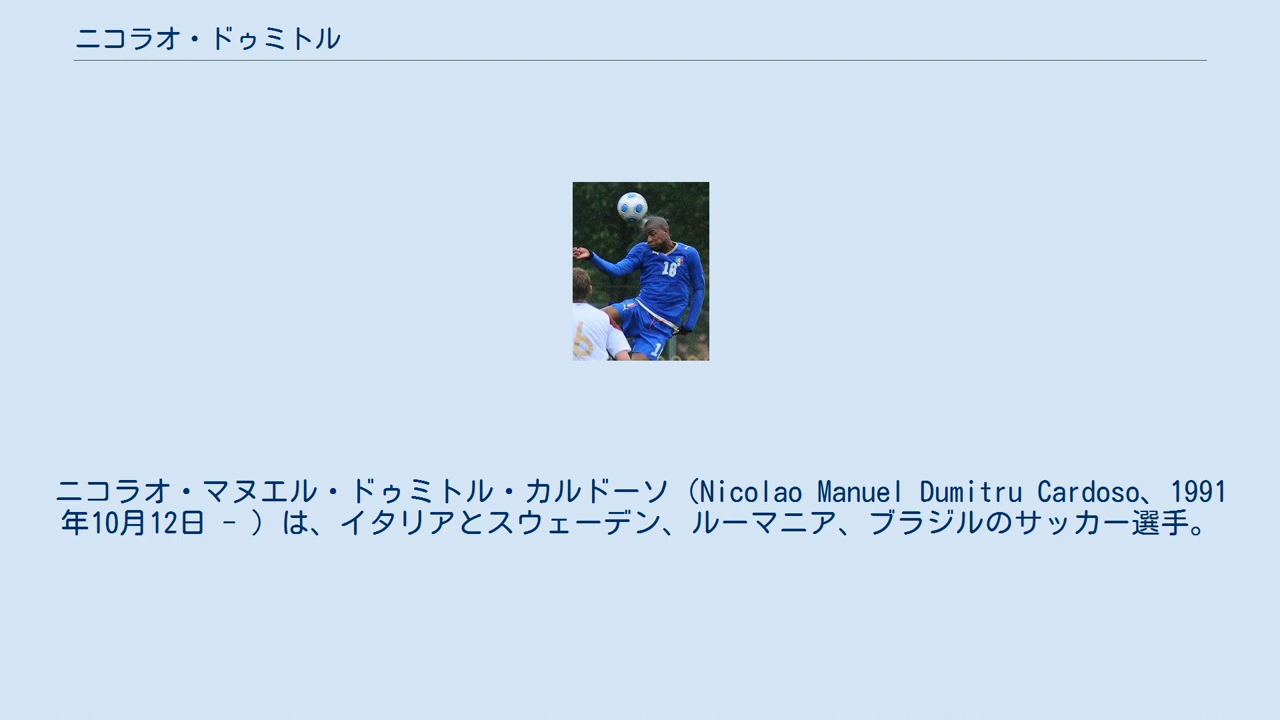 ニコラオ・ドゥミトル
18
6
1
ニコラオ・マヌエル・ドゥミトル・カルドーソ（Nicolao Manuel Dumitru Cardoso、1991
年10月12日 - ）は、イタリアとスウェーデン、ルーマニア、ブラジルのサッカー選手。